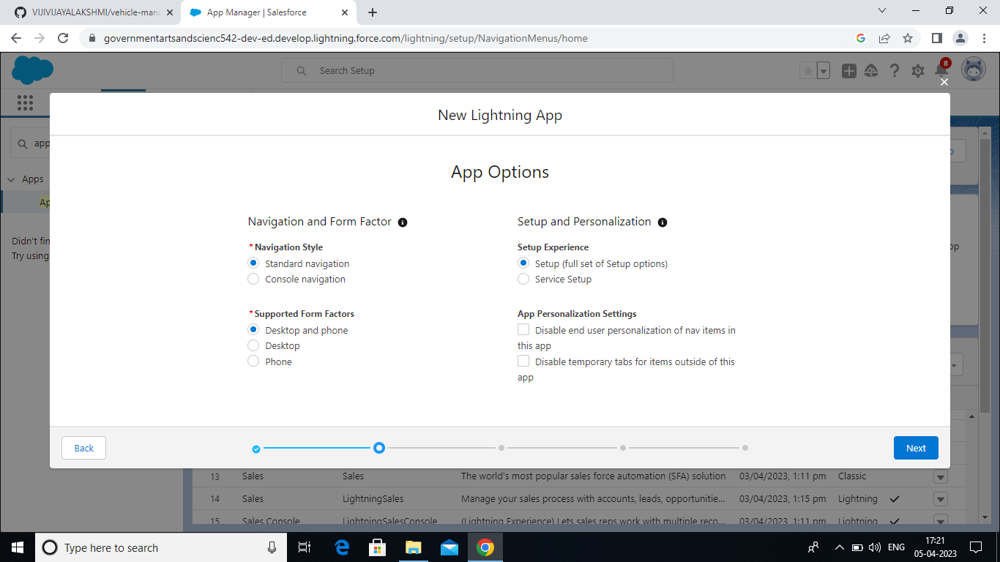 VIJIVIJAYALAKSHMI/vehicle-man
App Manager | Salesforce
governmentartsandscienc542-dev-ed.develop.lightning.force.com/lightning/setup/NavigationMenus/home
Search Setup
8
New Lightning App
app
Apps
Ap
Didn't fin
Try using
App Options
Navigation and Form Factor
Setup and Personalization
*Navigation Style
Setup Experience
Standard navigation
Setup (full set of Setup options)
Console navigation
Service Setup
*Supported Form Factors
App Personalization Settings
Desktop and phone
Disable end user personalization of nav items in
this app
Desktop
Phone
Disable temporary tabs for items outside of this
app
Back
Next
13 Sales Sales The world's most popular sales force automation (SFA) solution 03/04/2023, 1:11 pm Classic
14 Sales LightningSales Manage your sales process with accounts, leads, opportunitie... 03/04/2023, 1:15 pm Lightning
15 Sales Console LightningSalesConsole (Lightning Experience) Lets sales reps work with multiple reco... 03/04/2023, 1:11 pm Lightning
Type here to search
ENG
17:21
05-04-2023